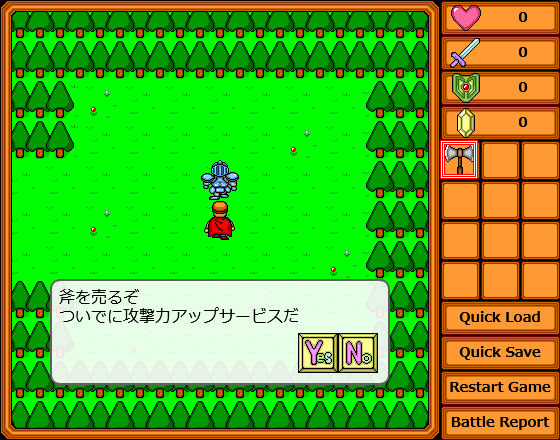 0
0
0
0
斧を売るぞ
ついでに攻撃力アップサービスだ
Yes No
Quick Load
Quick Save
Restart Game
Battle Report